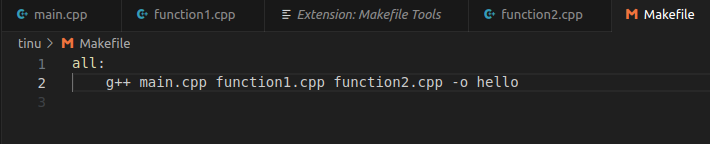 main.cpp function1.cpp Extension: Makefile Tools function2.cpp Makefile
tinu > Makefile
1 all:
2 g++ main.cpp function1.cpp function2.cpp -o hello
3